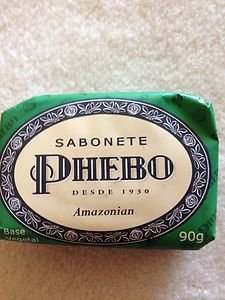 SABONETE
PHEBO
DESDE 1930
Amazonian
Base
Vegetal
90g